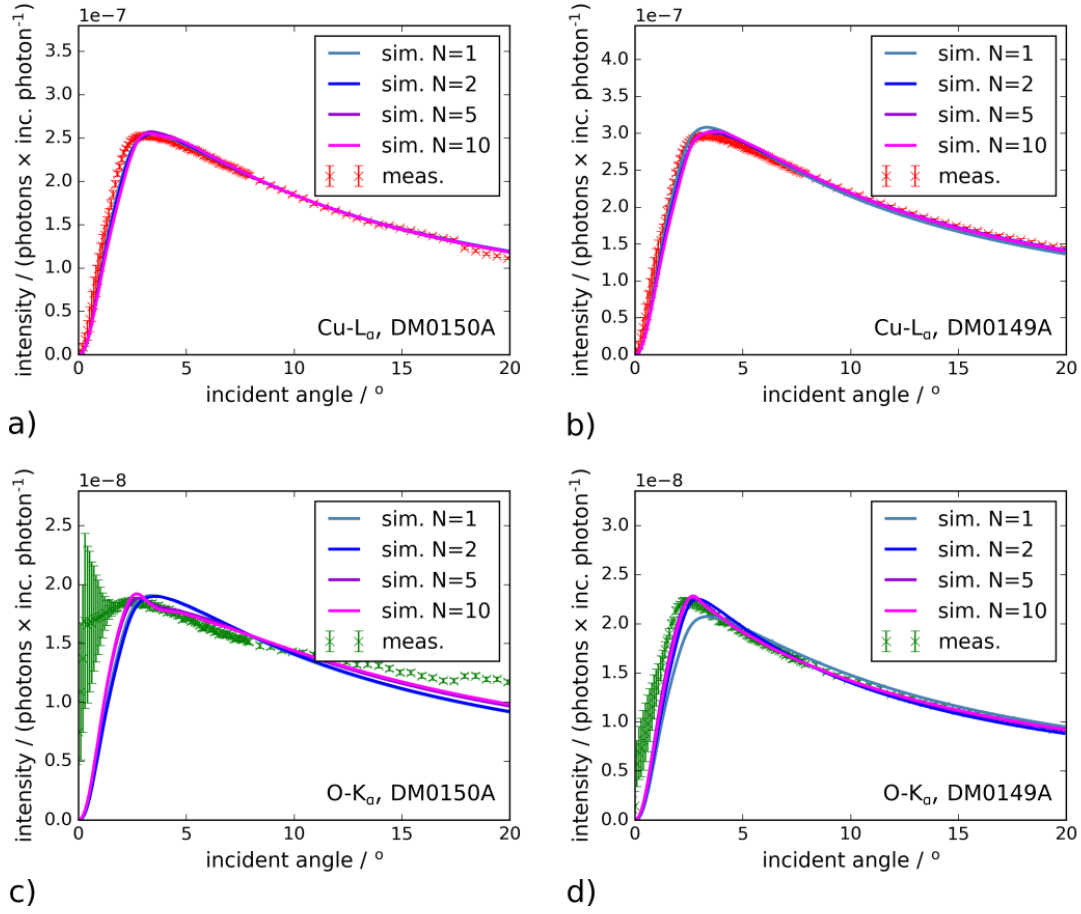 1e−7
3.5
3.0
2.5
2.0
1.5
1.0
0.5
0.0
intensity / (photons × inc. photon⁻¹)
sim. N=1
sim. N=2
sim. N=5
sim. N=10
meas.
Cu-Lα, DM0150A
0 5 10 15 20
incident angle / °
a)
1e−7
4.0
3.5
3.0
2.5
2.0
1.5
1.0
0.5
0.0
intensity / (photons × inc. photon⁻¹)
sim. N=1
sim. N=2
sim. N=5
sim. N=10
meas.
Cu-Lα, DM0149A
0 5 10 15 20
incident angle / °
b)
1e−8
2.5
2.0
1.5
1.0
0.5
0.0
intensity / (photons × inc. photon⁻¹)
sim. N=1
sim. N=2
sim. N=5
sim. N=10
meas.
O-Kα, DM0150A
0 5 10 15 20
incident angle / °
c)
1e−8
3.0
2.5
2.0
1.5
1.0
0.5
0.0
intensity / (photons × inc. photon⁻¹)
sim. N=1
sim. N=2
sim. N=5
sim. N=10
meas.
O-Kα, DM0149A
0 5 10 15 20
incident angle / °
d)